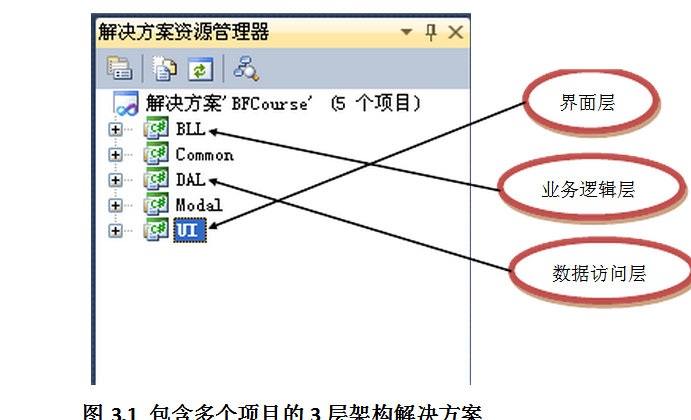 解决方案资源管理器
解决方案'BFCourse' (5 个项目)
BLL
Common
DAL
Modal
UI
界面层
业务逻辑层
数据访问层
图 3.1 包含多个项目的 3 层架构解决方案